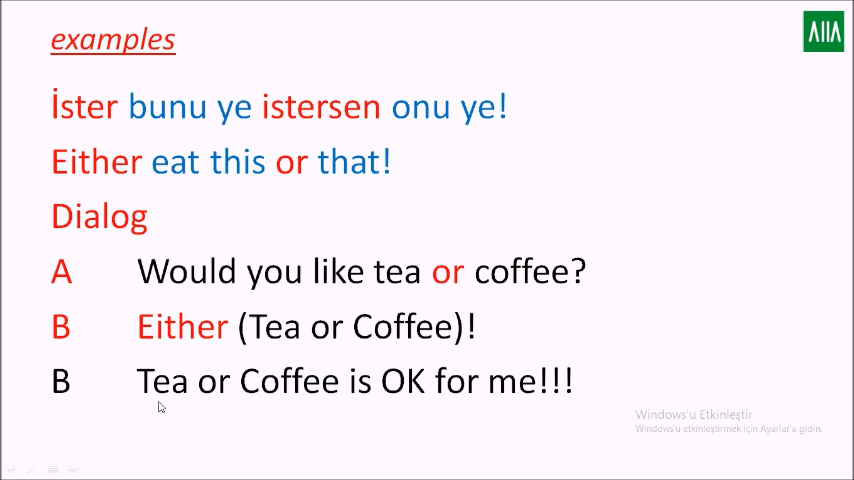 examples
İster bunu ye istersen onu ye!
Either eat this or that!
Dialog
A Would you like tea or coffee?
B Either (Tea or Coffee)!
B Tea or Coffee is OK for me!!!
Windows'u Etkinleştir
Windows'u etkinleştirmek için Ayarlar'a gidin.